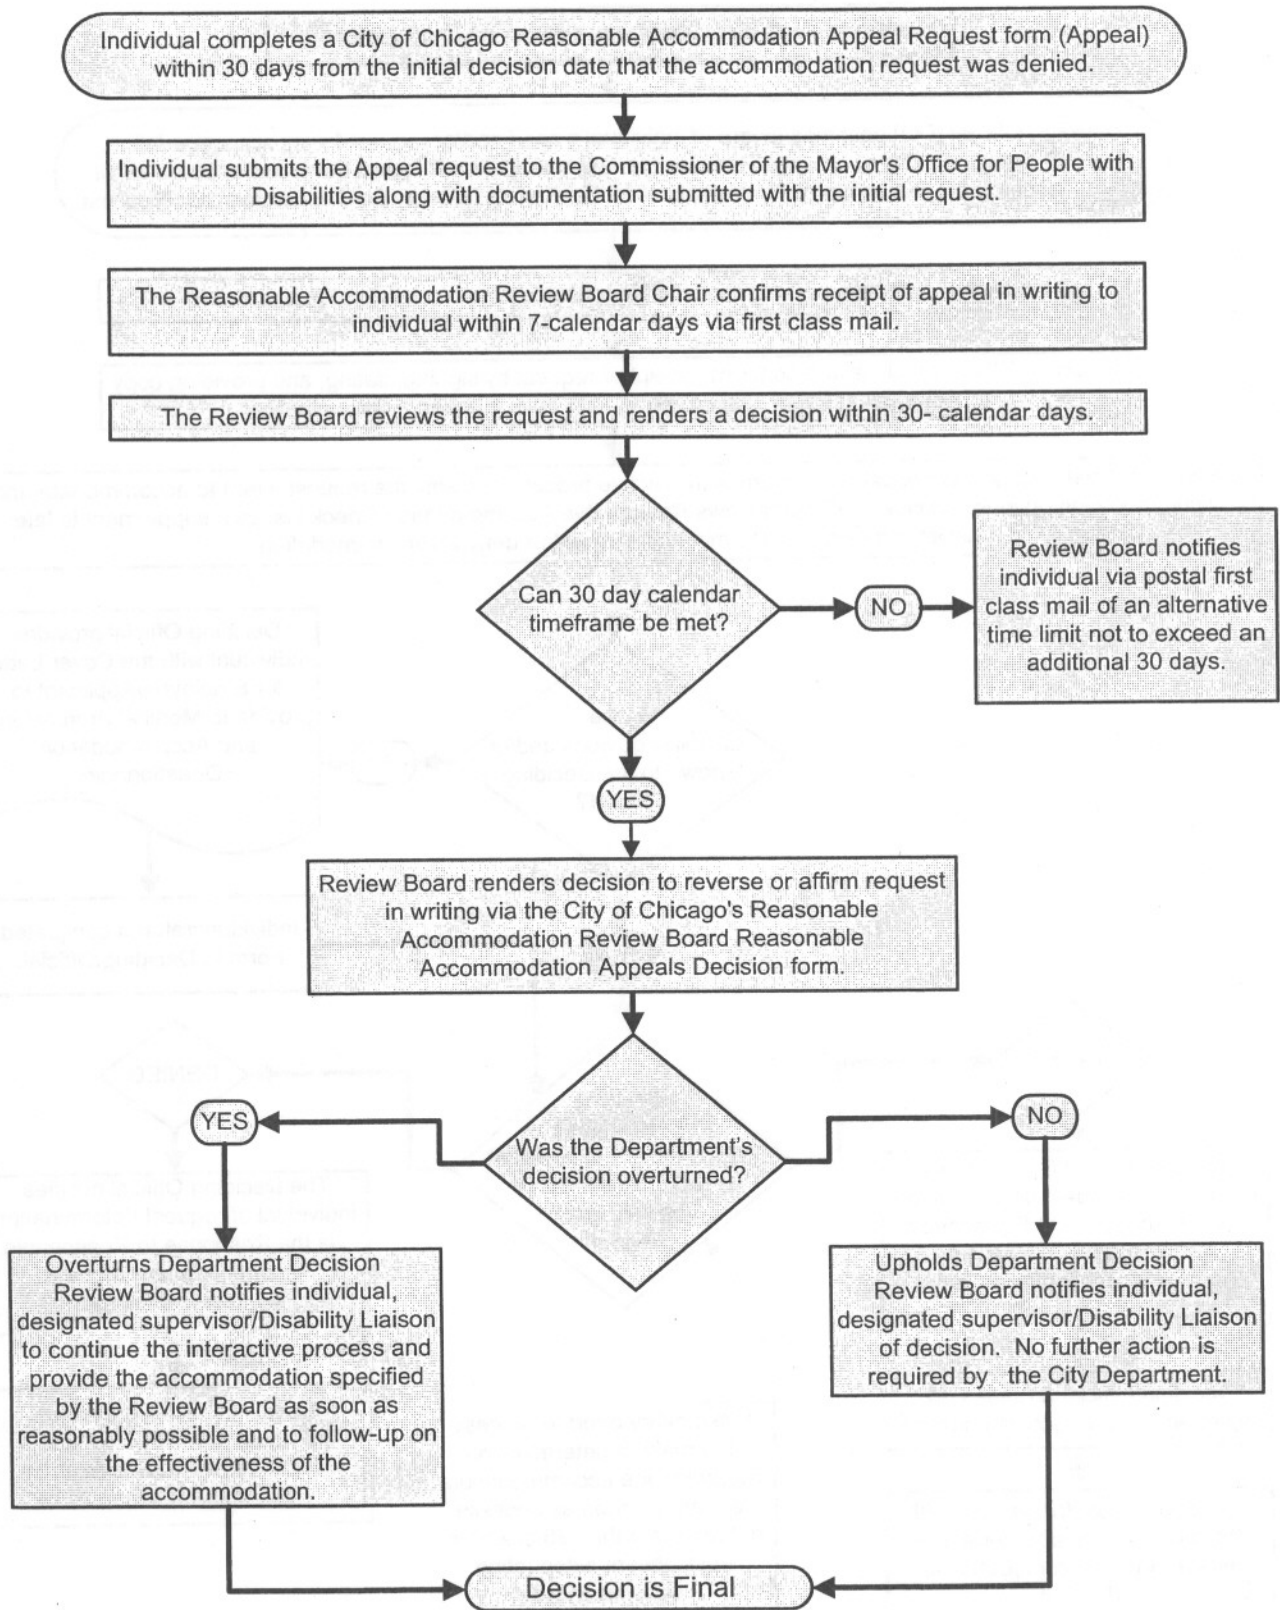 Individual completes a City of Chicago Reasonable Accommodation Appeal Request form (Appeal)
within 30 days from the initial decision date that the accommodation request was denied.
Individual submits the Appeal request to the Commissioner of the Mayor's Office for People with
Disabilities along with documentation submitted with the initial request.
The Reasonable Accommodation Review Board Chair confirms receipt of appeal in writing to
individual within 7-calendar days via first class mail.
The Review Board reviews the request and renders a decision within 30- calendar days.
Can 30 day calendar
timeframe be met?
NO
Review Board notifies
individual via postal first
class mail of an alternative
time limit not to exceed an
additional 30 days.
YES
Review Board renders decision to reverse or affirm request
in writing via the City of Chicago's Reasonable
Accommodation Review Board Reasonable
Accommodation Appeals Decision form.
Was the Department's
decision overturned?
YES
NO
Overturns Department Decision
Review Board notifies individual,
designated supervisor/Disability Liaison
to continue the interactive process and
provide the accommodation specified
by the Review Board as soon as
reasonably possible and to follow-up on
the effectiveness of the
accommodation.
Upholds Department Decision
Review Board notifies individual,
designated supervisor/Disability Liaison
of decision. No further action is
required by the City Department.
Decision is Final